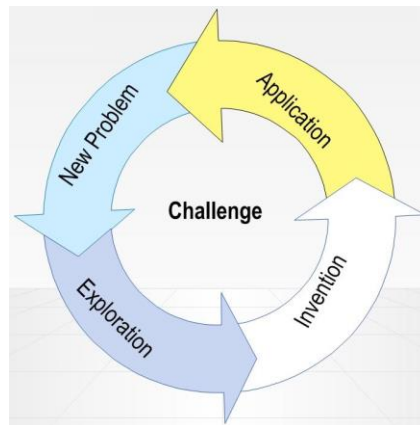 New Problem
Application
Challenge
Exploration
Invention